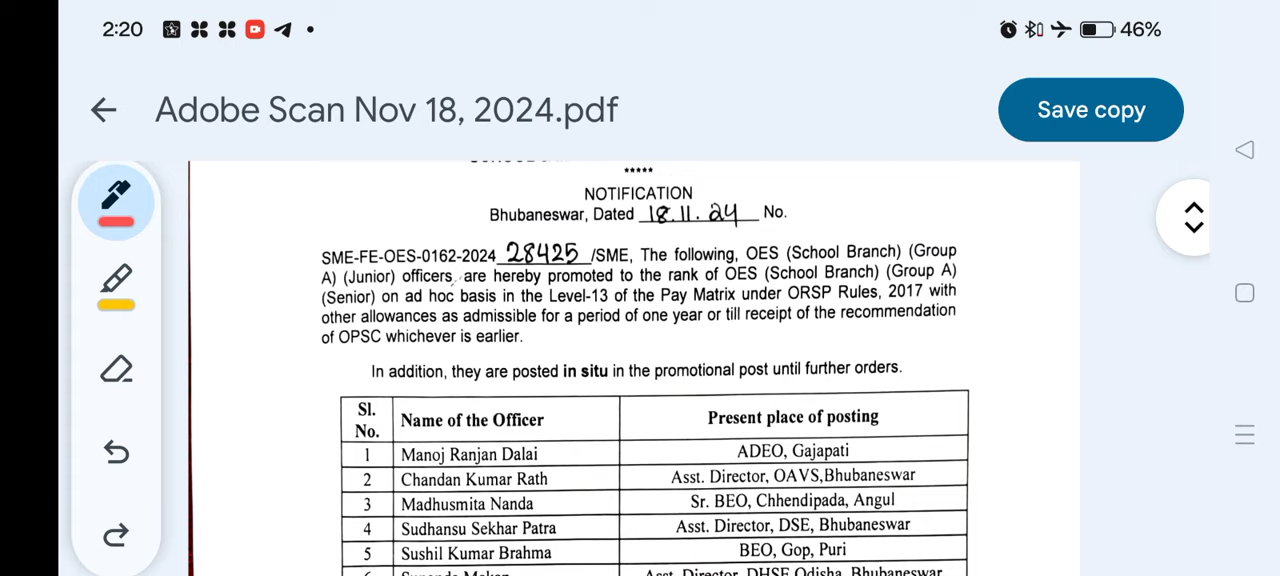 2:20
46%
Adobe Scan Nov 18, 2024.pdf
Save copy
*****
NOTIFICATION
Bhubaneswar, Dated 18.11.24 No.
SME-FE-OES-0162-2024 28425 /SME, The following, OES (School Branch) (Group
A) (Junior) officers are hereby promoted to the rank of OES (School Branch) (Group A)
(Senior) on ad hoc basis in the Level-13 of the Pay Matrix under ORSP Rules, 2017 with
other allowances as admissible for a period of one year or till receipt of the recommendation
of OPSC whichever is earlier.
In addition, they are posted in situ in the promotional post until further orders.
Sl. No. Name of the Officer Present place of posting
1 Manoj Ranjan Dalai ADEO, Gajapati
2 Chandan Kumar Rath Asst. Director, OAVS,Bhubaneswar
3 Madhusmita Nanda Sr. BEO, Chhendipada, Angul
4 Sudhansu Sekhar Patra Asst. Director, DSE, Bhubaneswar
5 Sushil Kumar Brahma BEO, Gop, Puri
Asst. Director, DHSE Odisha, Bhubaneswar